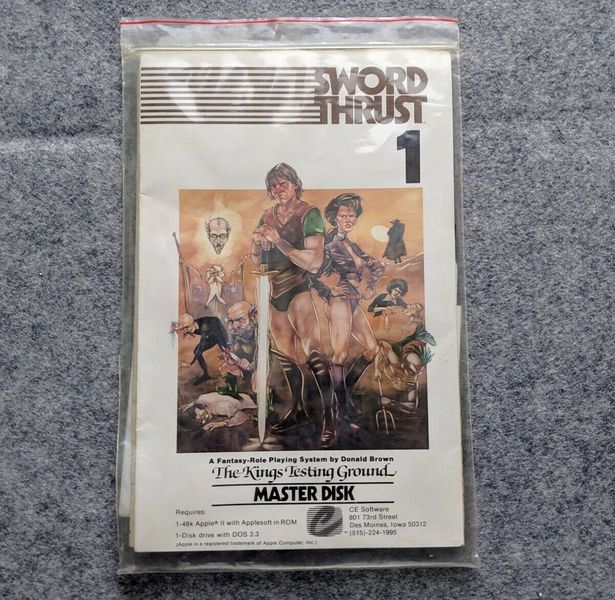 SWORD
THRUST™
1
A Fantasy-Role Playing System by Donald Brown
The Kings Testing Ground
MASTER DISK
Requires:
1-48k Apple® II with Applesoft in ROM
1-Disk drive with DOS 3.3
(Apple is a registered trademark of Apple Computer, Inc.)
CE Software
801 73rd Street
Des Moines, Iowa 50312
(515)-224-1995